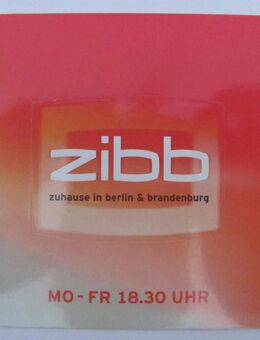 zibb
zuhause in berlin & brandenburg
MO - FR 18.30 UHR